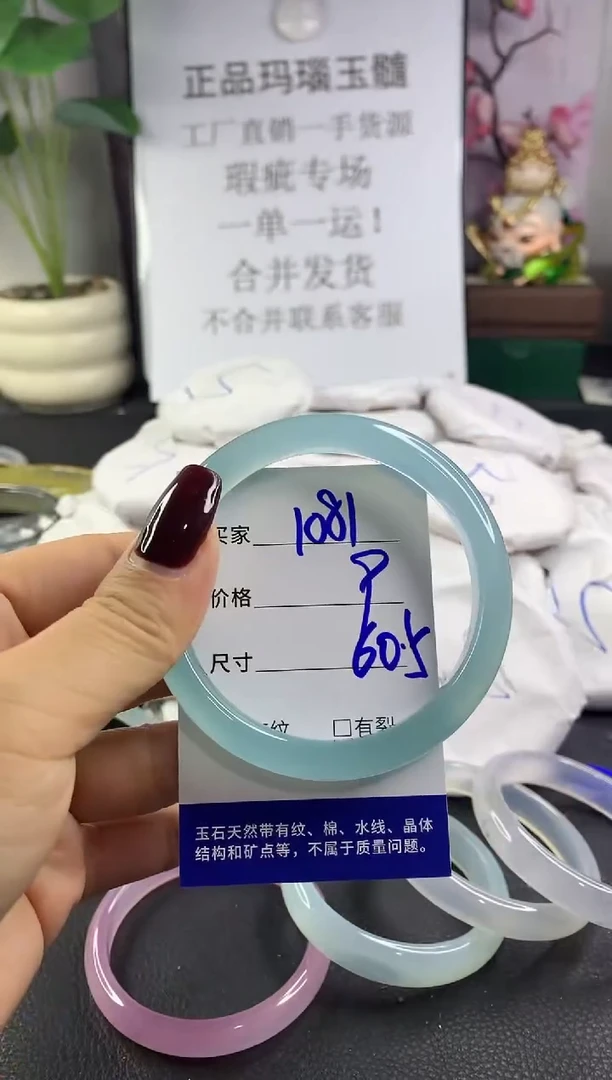 正品玛瑙玉髓
工厂直销一手货源
瑕疵专场
一单一运！
合并发货
不合并联系客服
买家 1081
价格
尺寸 60.5
纹 □有裂
玉石天然带有纹、棉、水线、晶体
结构和矿点等，不属于质量问题。